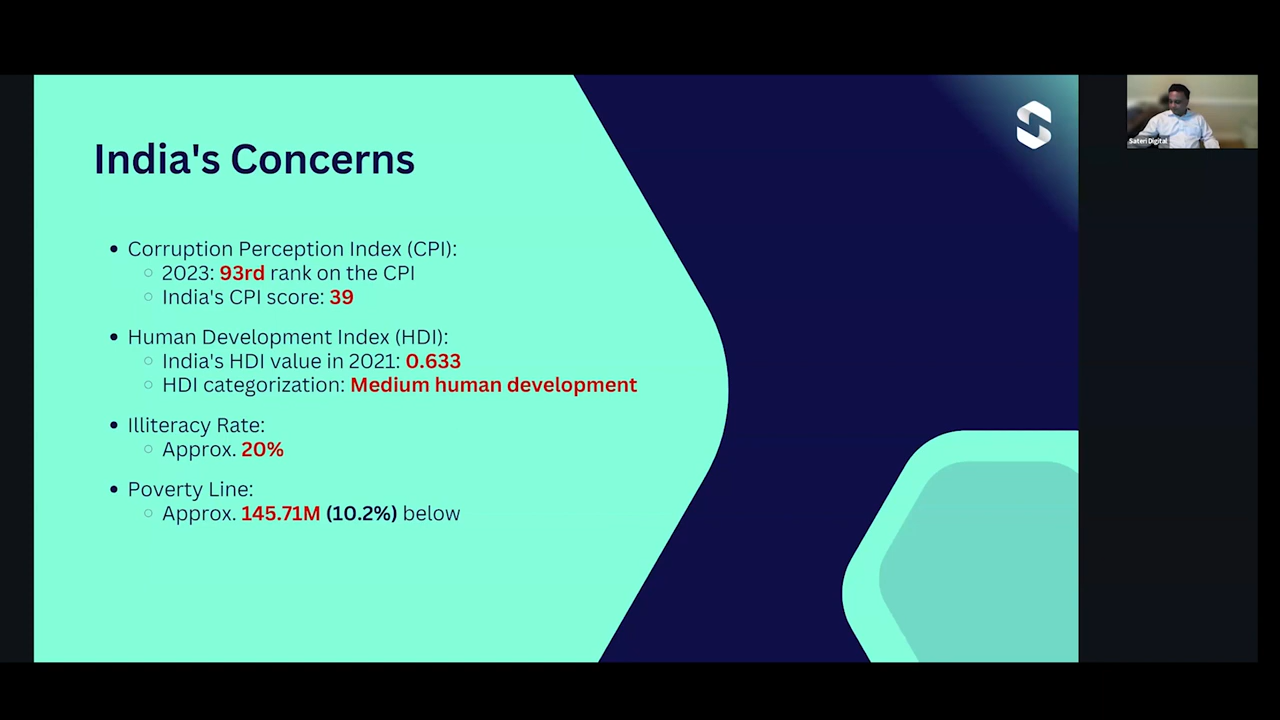 India's Concerns
Corruption Perception Index (CPI):
2023: 93rd rank on the CPI
India's CPI score: 39
Human Development Index (HDI):
India's HDI value in 2021: 0.633
HDI categorization: Medium human development
Illiteracy Rate:
Approx. 20%
Poverty Line:
Approx. 145.71M (10.2%) below
Sateri Digital